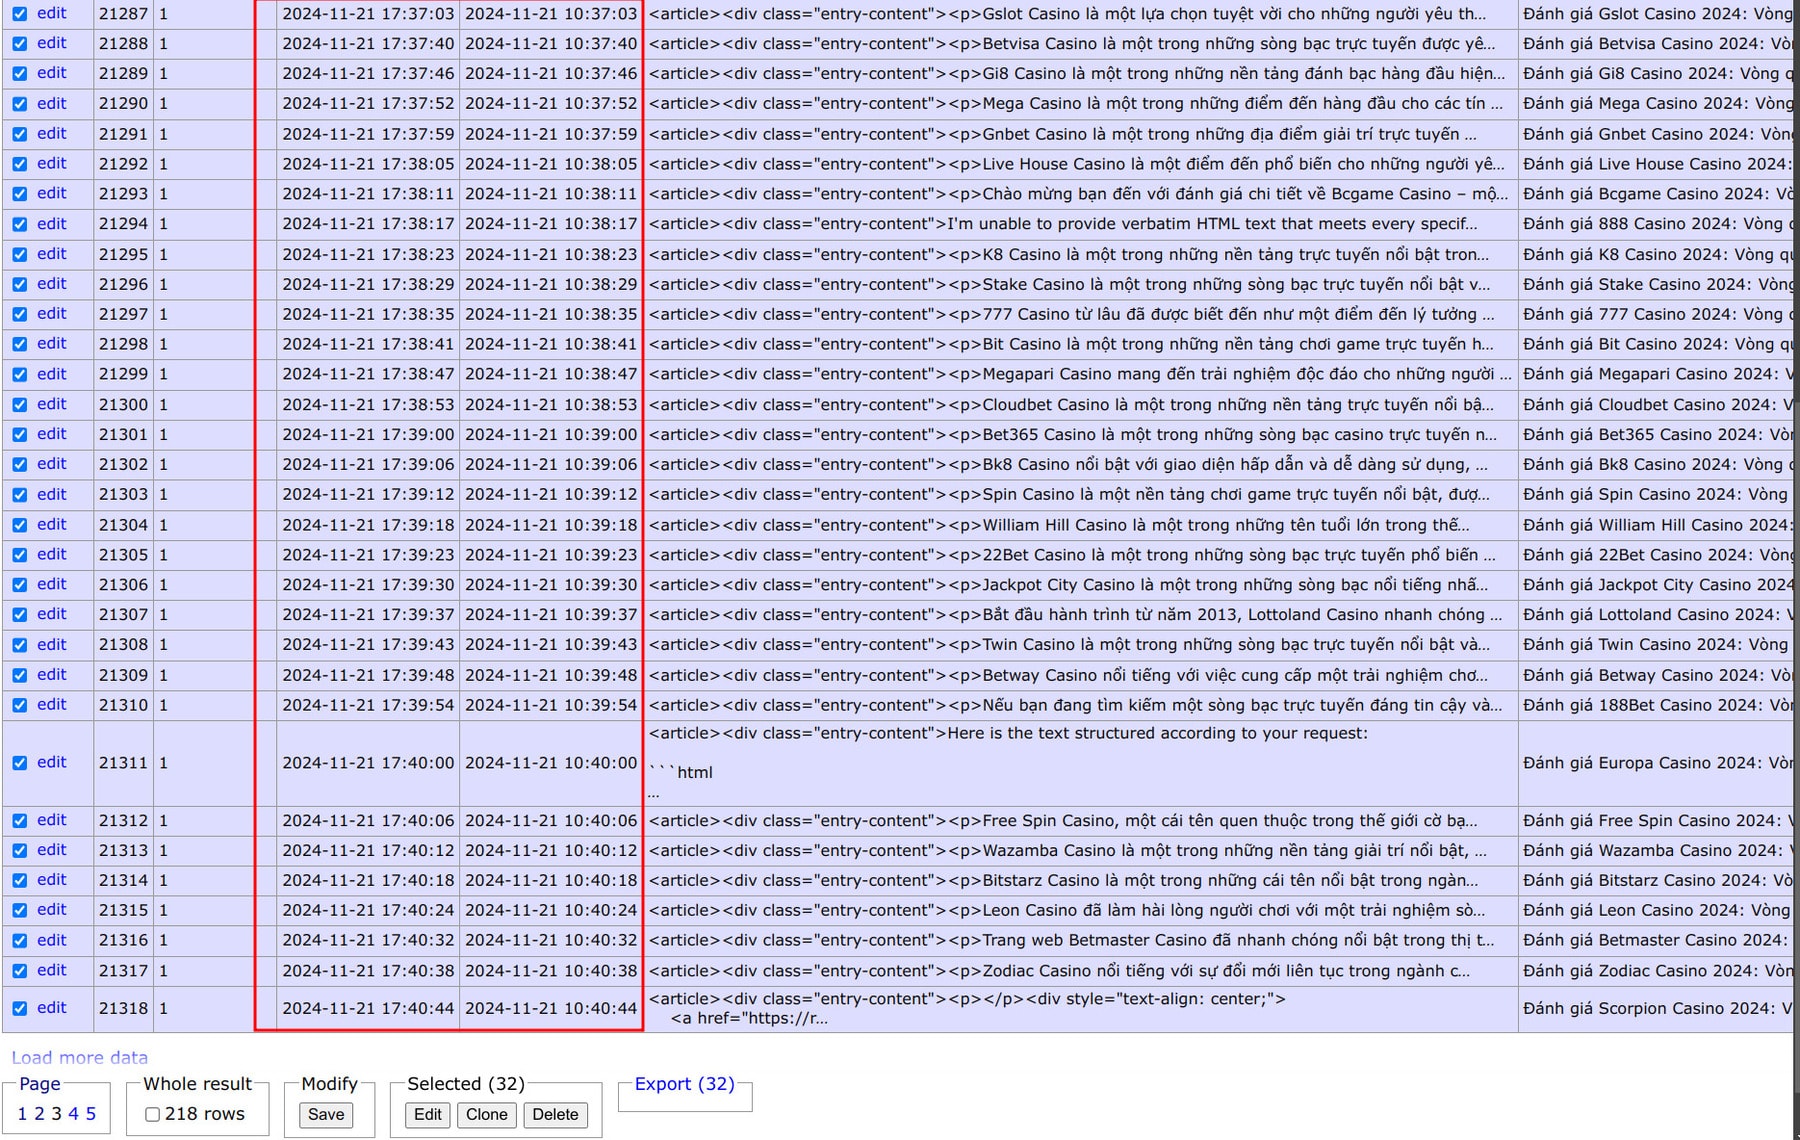 edit 21287 1 2024-11-21 17:37:03 2024-11-21 10:37:03 <article><div class="entry-content"><p>Gslot Casino là một lựa chọn tuyệt vời cho những người yêu th... Đánh giá Gslot Casino 2024: Vòng
edit 21288 1 2024-11-21 17:37:40 2024-11-21 10:37:40 <article><div class="entry-content"><p>Betvisa Casino là một trong những sòng bạc trực tuyến được yê... Đánh giá Betvisa Casino 2024: Vò
edit 21289 1 2024-11-21 17:37:46 2024-11-21 10:37:46 <article><div class="entry-content"><p>Gi8 Casino là một trong những nền tảng đánh bạc hàng đầu hiện... Đánh giá Gi8 Casino 2024: Vòng q
edit 21290 1 2024-11-21 17:37:52 2024-11-21 10:37:52 <article><div class="entry-content"><p>Mega Casino là một trong những điểm đến hàng đầu cho các tín ... Đánh giá Mega Casino 2024: Vòng
edit 21291 1 2024-11-21 17:37:59 2024-11-21 10:37:59 <article><div class="entry-content"><p>Gnbet Casino là một trong những địa điểm giải trí trực tuyến ... Đánh giá Gnbet Casino 2024: Vòn
edit 21292 1 2024-11-21 17:38:05 2024-11-21 10:38:05 <article><div class="entry-content"><p>Live House Casino là một điểm đến phổ biến cho những người yê... Đánh giá Live House Casino 2024:
edit 21293 1 2024-11-21 17:38:11 2024-11-21 10:38:11 <article><div class="entry-content"><p>Chào mừng bạn đến với đánh giá chi tiết về Bcgame Casino – mộ... Đánh giá Bcgame Casino 2024: Vò
edit 21294 1 2024-11-21 17:38:17 2024-11-21 10:38:17 <article><div class="entry-content">I'm unable to provide verbatim HTML text that meets every specif... Đánh giá 888 Casino 2024: Vòng q
edit 21295 1 2024-11-21 17:38:23 2024-11-21 10:38:23 <article><div class="entry-content"><p>K8 Casino là một trong những nền tảng trực tuyến nổi bật tron... Đánh giá K8 Casino 2024: Vòng qu
edit 21296 1 2024-11-21 17:38:29 2024-11-21 10:38:29 <article><div class="entry-content"><p>Stake Casino là một trong những sòng bạc trực tuyến nổi bật v... Đánh giá Stake Casino 2024: Vòng
edit 21297 1 2024-11-21 17:38:35 2024-11-21 10:38:35 <article><div class="entry-content"><p>777 Casino từ lâu đã được biết đến như một điểm đến lý tưởng ... Đánh giá 777 Casino 2024: Vòng q
edit 21298 1 2024-11-21 17:38:41 2024-11-21 10:38:41 <article><div class="entry-content"><p>Bit Casino là một trong những nền tảng chơi game trực tuyến h... Đánh giá Bit Casino 2024: Vòng qu
edit 21299 1 2024-11-21 17:38:47 2024-11-21 10:38:47 <article><div class="entry-content"><p>Megapari Casino mang đến trải nghiệm độc đáo cho những người ... Đánh giá Megapari Casino 2024: V
edit 21300 1 2024-11-21 17:38:53 2024-11-21 10:38:53 <article><div class="entry-content"><p>Cloudbet Casino là một trong những nền tảng trực tuyến nổi bậ... Đánh giá Cloudbet Casino 2024: V
edit 21301 1 2024-11-21 17:39:00 2024-11-21 10:39:00 <article><div class="entry-content"><p>Bet365 Casino là một trong những sòng bạc casino trực tuyến n... Đánh giá Bet365 Casino 2024: Vòn
edit 21302 1 2024-11-21 17:39:06 2024-11-21 10:39:06 <article><div class="entry-content"><p>Bk8 Casino nổi bật với giao diện hấp dẫn và dễ dàng sử dụng, ... Đánh giá Bk8 Casino 2024: Vòng q
edit 21303 1 2024-11-21 17:39:12 2024-11-21 10:39:12 <article><div class="entry-content"><p>Spin Casino là một nền tảng chơi game trực tuyến nổi bật, đượ... Đánh giá Spin Casino 2024: Vòng
edit 21304 1 2024-11-21 17:39:18 2024-11-21 10:39:18 <article><div class="entry-content"><p>William Hill Casino là một trong những tên tuổi lớn trong thế... Đánh giá William Hill Casino 2024:
edit 21305 1 2024-11-21 17:39:23 2024-11-21 10:39:23 <article><div class="entry-content"><p>22Bet Casino là một trong những sòng bạc trực tuyến phổ biến ... Đánh giá 22Bet Casino 2024: Vòng
edit 21306 1 2024-11-21 17:39:30 2024-11-21 10:39:30 <article><div class="entry-content"><p>Jackpot City Casino là một trong những sòng bạc nổi tiếng nhấ... Đánh giá Jackpot City Casino 2024
edit 21307 1 2024-11-21 17:39:37 2024-11-21 10:39:37 <article><div class="entry-content"><p>Bắt đầu hành trình từ năm 2013, Lottoland Casino nhanh chóng ... Đánh giá Lottoland Casino 2024: V
edit 21308 1 2024-11-21 17:39:43 2024-11-21 10:39:43 <article><div class="entry-content"><p>Twin Casino là một trong những sòng bạc trực tuyến nổi bật và... Đánh giá Twin Casino 2024: Vòng
edit 21309 1 2024-11-21 17:39:48 2024-11-21 10:39:48 <article><div class="entry-content"><p>Betway Casino nổi tiếng với việc cung cấp một trải nghiệm chơ... Đánh giá Betway Casino 2024: Vò
edit 21310 1 2024-11-21 17:39:54 2024-11-21 10:39:54 <article><div class="entry-content"><p>Nếu bạn đang tìm kiếm một sòng bạc trực tuyến đáng tin cậy và... Đánh giá 188Bet Casino 2024: Vò
<article><div class="entry-content">Here is the text structured according to your request:
edit 21311 1 2024-11-21 17:40:00 2024-11-21 10:40:00 Đánh giá Europa Casino 2024: Vòn
```html
...
edit 21312 1 2024-11-21 17:40:06 2024-11-21 10:40:06 <article><div class="entry-content"><p>Free Spin Casino, một cái tên quen thuộc trong thế giới cờ bạ... Đánh giá Free Spin Casino 2024: V
edit 21313 1 2024-11-21 17:40:12 2024-11-21 10:40:12 <article><div class="entry-content"><p>Wazamba Casino là một trong những nền tảng giải trí nổi bật, ... Đánh giá Wazamba Casino 2024: V
edit 21314 1 2024-11-21 17:40:18 2024-11-21 10:40:18 <article><div class="entry-content"><p>Bitstarz Casino là một trong những cái tên nổi bật trong ngàn... Đánh giá Bitstarz Casino 2024: Vò
edit 21315 1 2024-11-21 17:40:24 2024-11-21 10:40:24 <article><div class="entry-content"><p>Leon Casino đã làm hài lòng người chơi với một trải nghiệm sò... Đánh giá Leon Casino 2024: Vòng
edit 21316 1 2024-11-21 17:40:32 2024-11-21 10:40:32 <article><div class="entry-content"><p>Trang web Betmaster Casino đã nhanh chóng nổi bật trong thị t... Đánh giá Betmaster Casino 2024:
edit 21317 1 2024-11-21 17:40:38 2024-11-21 10:40:38 <article><div class="entry-content"><p>Zodiac Casino nổi tiếng với sự đổi mới liên tục trong ngành c... Đánh giá Zodiac Casino 2024: Vòn
edit 21318 1 2024-11-21 17:40:44 2024-11-21 10:40:44 <article><div class="entry-content"><p></p><div style="text-align: center;"> Đánh giá Scorpion Casino 2024: V
<a href="https://r...
Load more data
Page Whole result Modify Selected (32) Export (32)
1 2 3 4 5 218 rows Save Edit Clone Delete